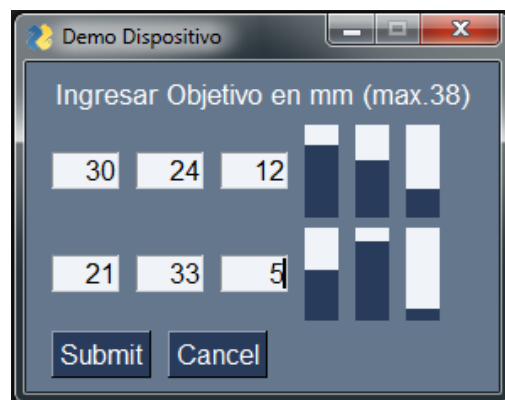 Demo Dispositivo
Ingresar Objetivo en mm (max.38)
30 24 12
21 33 5
Submit Cancel